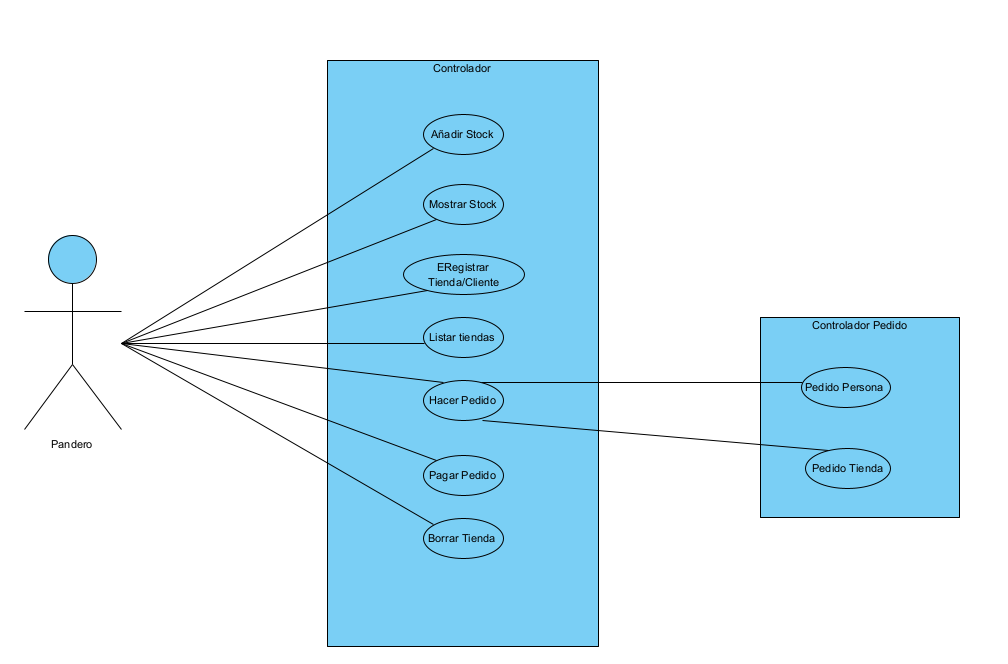 Controlador
Añadir Stock
Mostrar Stock
ERegistrar
Tienda/Cliente
Listar tiendas
Hacer Pedido
Pagar Pedido
Borrar Tienda
Pandero
Controlador Pedido
Pedido Persona
Pedido Tienda